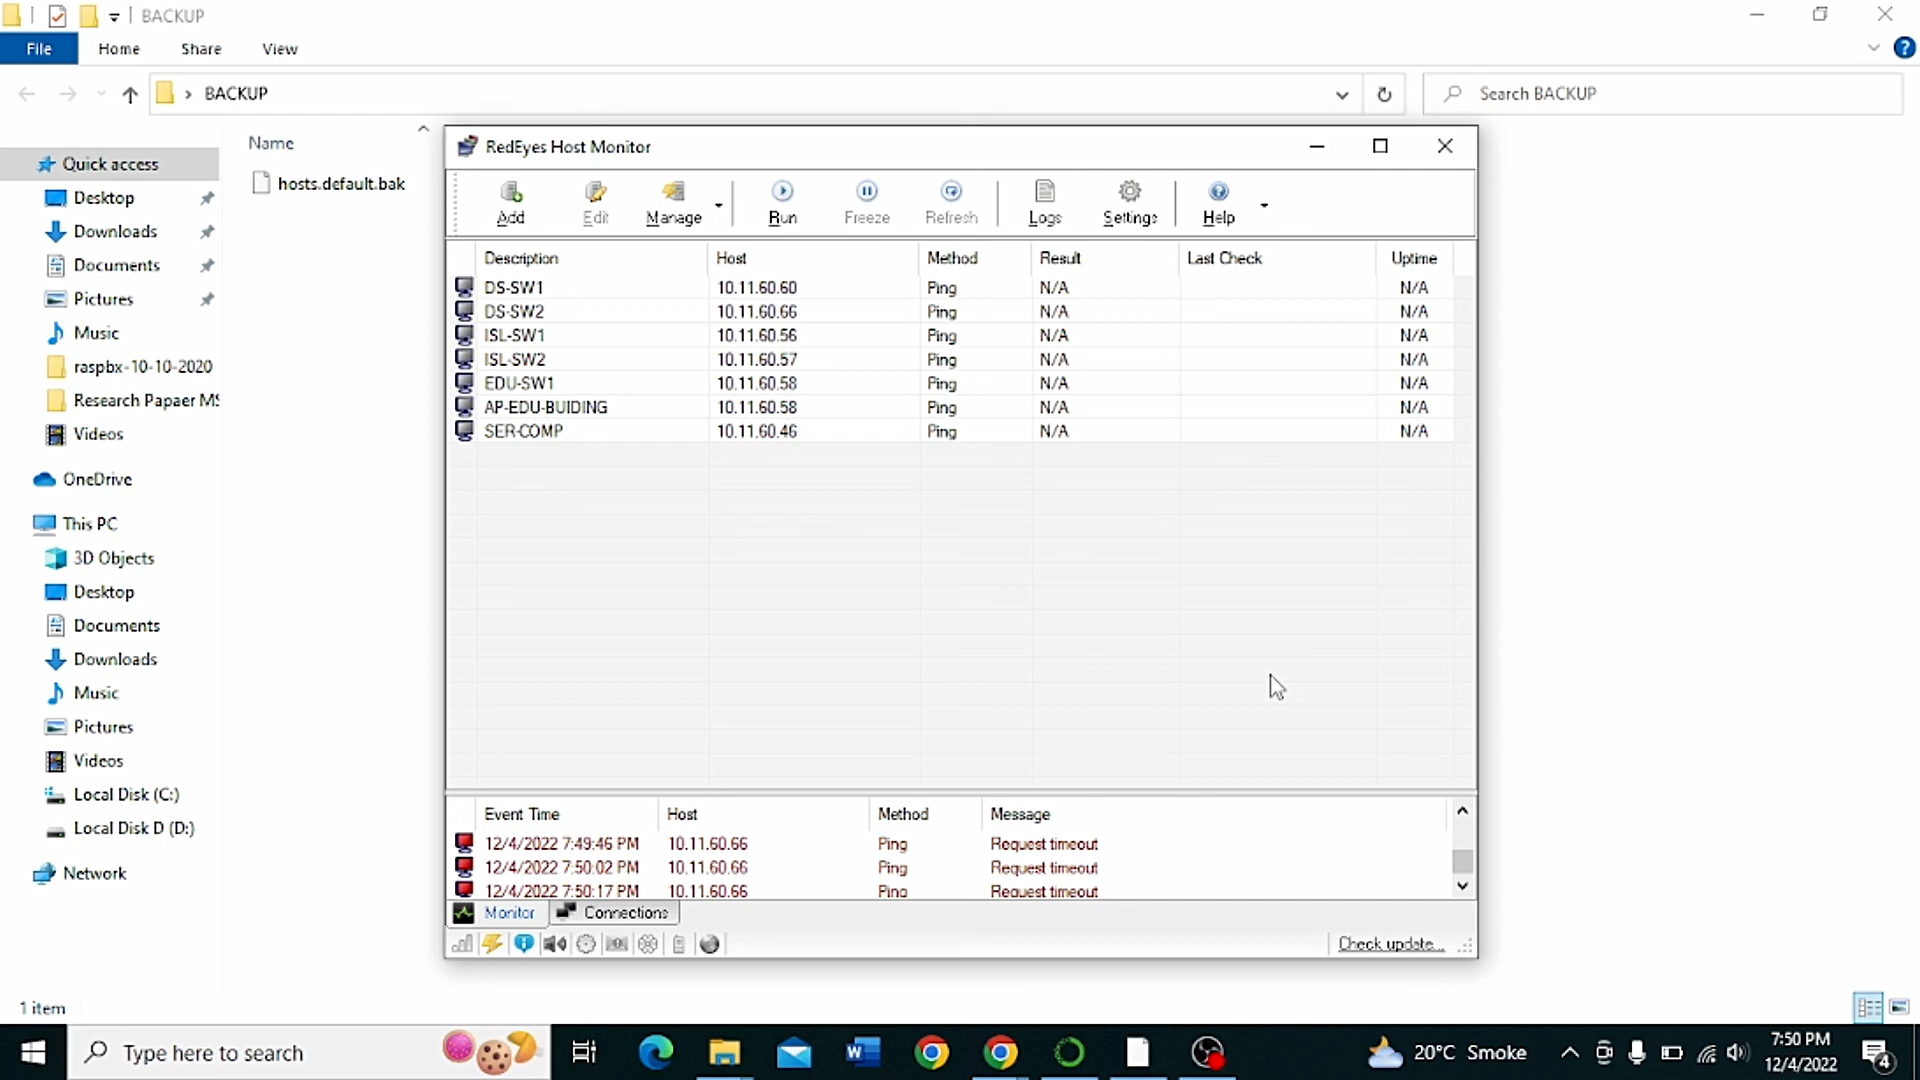 BACKUP
File Home Share View
BACKUP
Search BACKUP
Name
hosts.default.bak
Quick access
Desktop
Downloads
Documents
Pictures
Music
raspbx-10-10-2020
Research Papaer MS
Videos
OneDrive
This PC
3D Objects
Desktop
Documents
Downloads
Music
Pictures
Videos
Local Disk (C:)
Local Disk D (D:)
Network
1 item
RedEyes Host Monitor
Add Edit Manage Run Freeze Refresh Logs Settings Help
Description Host Method Result Last Check Uptime
DS-SW1 10.11.60.60 Ping N/A N/A
DS-SW2 10.11.60.66 Ping N/A N/A
ISL-SW1 10.11.60.56 Ping N/A N/A
ISL-SW2 10.11.60.57 Ping N/A N/A
EDU-SW1 10.11.60.58 Ping N/A N/A
AP-EDU-BUIDING 10.11.60.58 Ping N/A N/A
SER-COMP 10.11.60.46 Ping N/A N/A
Event Time Host Method Message
12/4/2022 7:49:46 PM 10.11.60.66 Ping Request timeout
12/4/2022 7:50:02 PM 10.11.60.66 Ping Request timeout
12/4/2022 7:50:17 PM 10.11.60.66 Ping Request timeout
Monitor Connections
Check update...
Type here to search
20°C Smoke
7:50 PM
12/4/2022
4